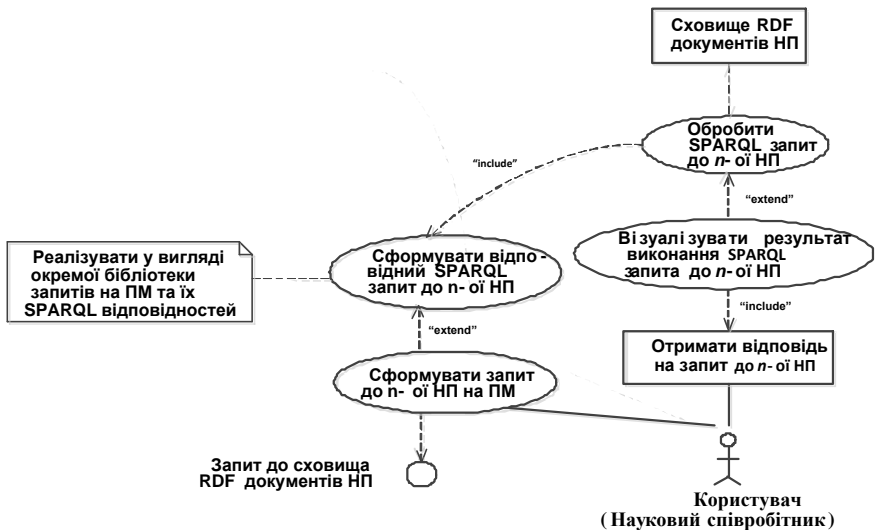 Сховище RDF
документів НП
Обробити
SPARQL запит
до n- ої НП
“include”
“extend”
Реалізувати у вигляді
окремої бібліотеки
запитів на ПМ та їх
SPARQL відповідностей
Сформувати відпо -
відний SPARQL
запит до n- ої НП
Візуалізувати результат
виконання SPARQL
запита до n- ої НП
“extend”
“include”
Сформувати запит
до n- ої НП на ПМ
Отримати відповідь
на запит до n- ої НП
Запит до сховища
RDF документів НП
Користувач
( Науковий співробітник )